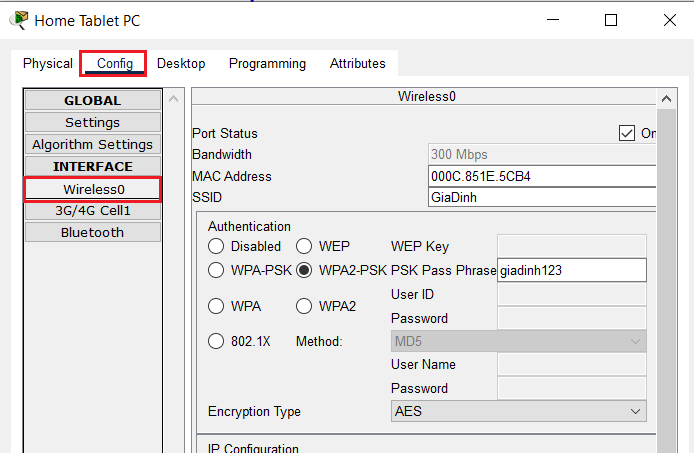 Home Tablet PC
Physical Config Desktop Programming Attributes
GLOBAL
Settings
Algorithm Settings
INTERFACE
Wireless0
3G/4G Cell1
Bluetooth
Wireless0
Port Status On
Bandwidth 300 Mbps
MAC Address 000C.851E.5CB4
SSID GiaDinh
Authentication
Disabled WEP WEP Key
WPA-PSK WPA2-PSK PSK Pass Phrase giadinh123
User ID
WPA WPA2
Password
802.1X Method: MD5
User Name
Password
Encryption Type AES
IP Configuration